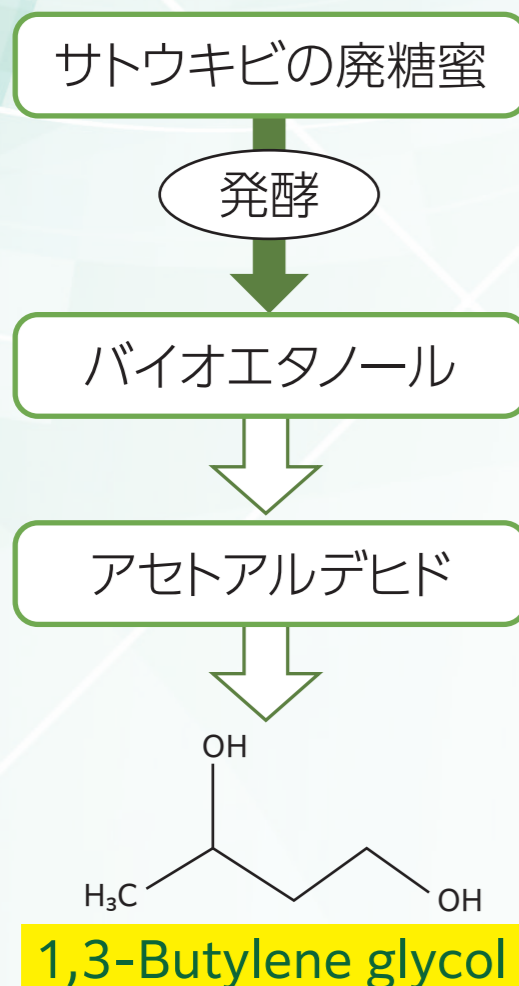 サトウキビの廃糖蜜
発酵
バイオエタノール
アセトアルデヒド
OH
H₃C
OH
1,3-Butylene glycol